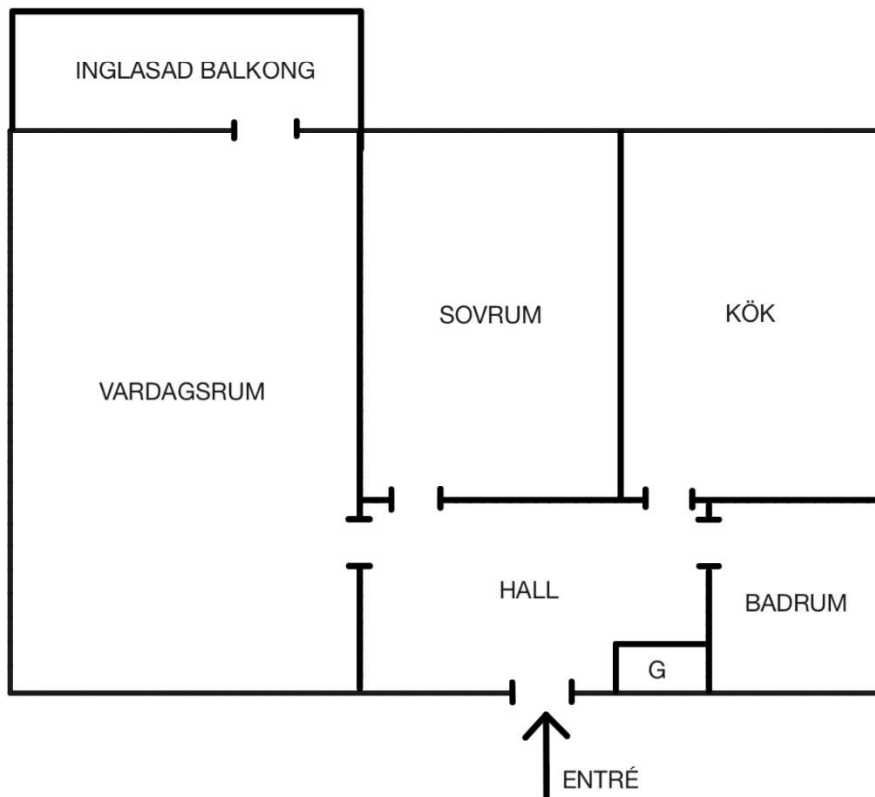 INGLASAD BALKONG
SOVRUM
KÖK
VARDAGSRUM
HALL
BADRUM
G
ENTRÉ